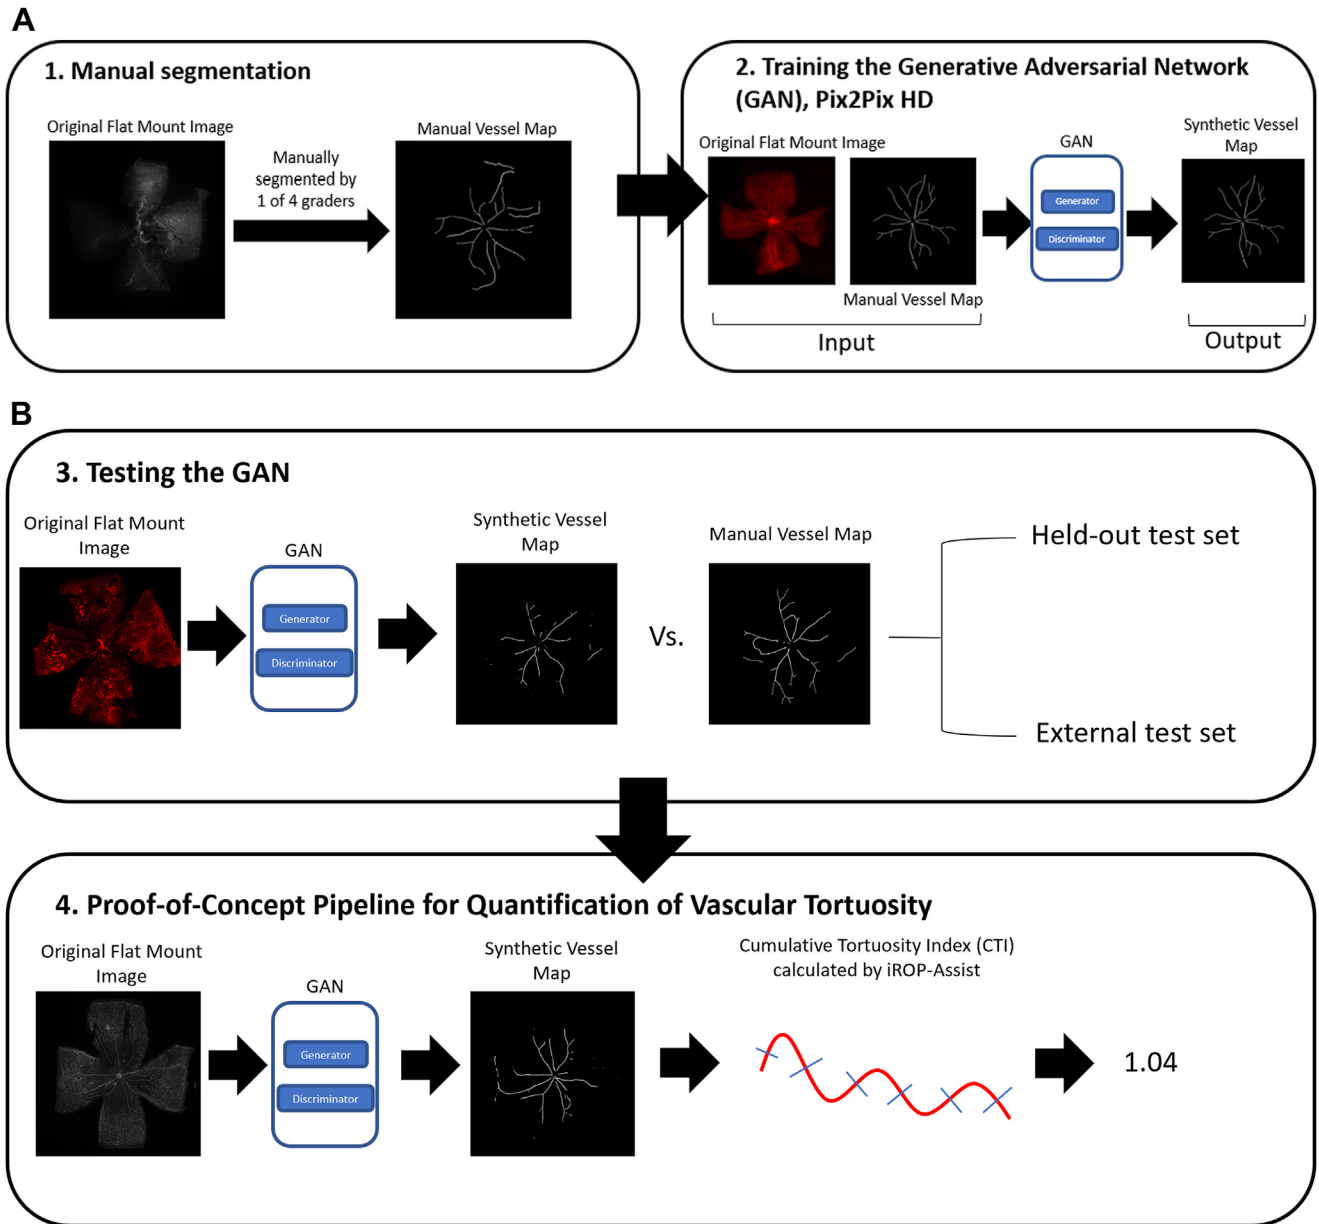 A
1. Manual segmentation
Original Flat Mount Image
Manually
segmented by
1 of 4 graders
Manual Vessel Map
2. Training the Generative Adversarial Network
(GAN), Pix2Pix HD
Original Flat Mount Image
Manual Vessel Map
Input
GAN
Generator
Discriminator
Synthetic Vessel
Map
Output
B
3. Testing the GAN
Original Flat Mount
Image
GAN
Generator
Discriminator
Synthetic Vessel
Map
Vs.
Manual Vessel Map
Held-out test set
External test set
4. Proof-of-Concept Pipeline for Quantification of Vascular Tortuosity
Original Flat Mount
Image
GAN
Generator
Discriminator
Synthetic Vessel
Map
Cumulative Tortuosity Index (CTI)
calculated by iROP-Assist
1.04